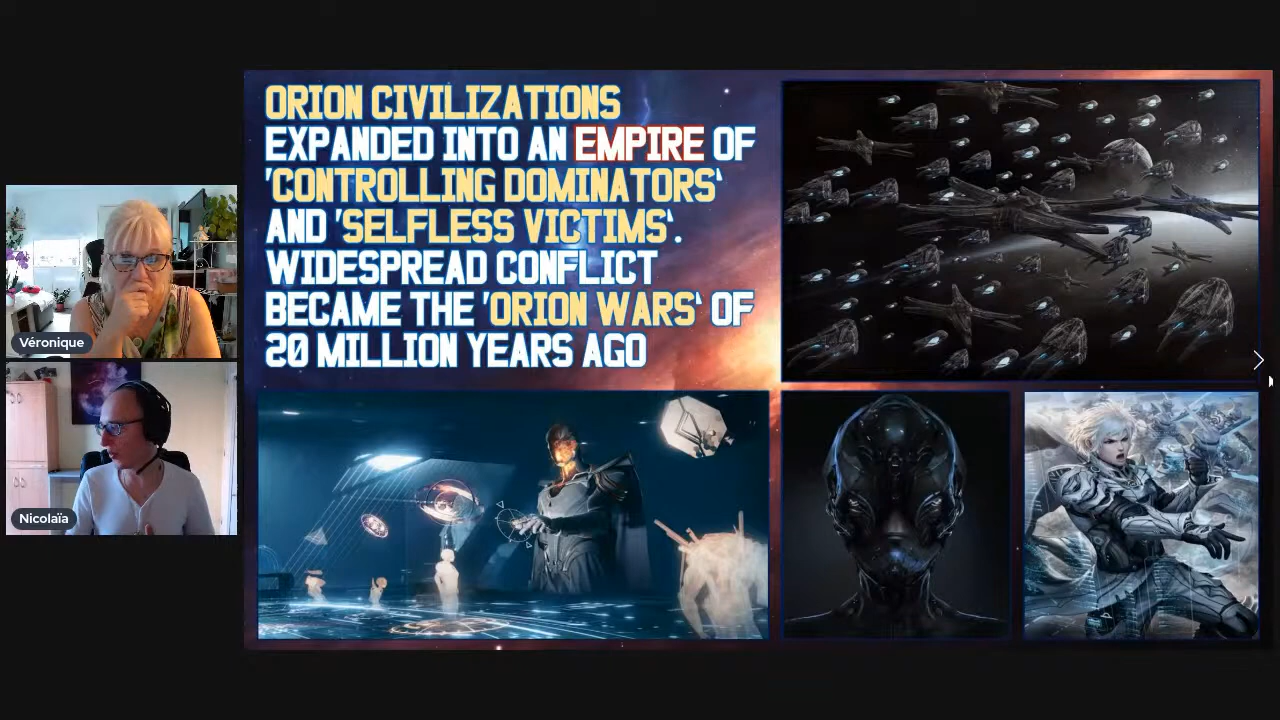 ORION CIVILIZATIONS
EXPANDED INTO AN EMPIRE OF
'CONTROLLING DOMINATORS'
AND 'SELFLESS VICTIMS'.
WIDESPREAD CONFLICT
BECAME THE 'ORION WARS' OF
20 MILLION YEARS AGO
Véronique
Nicolaïa